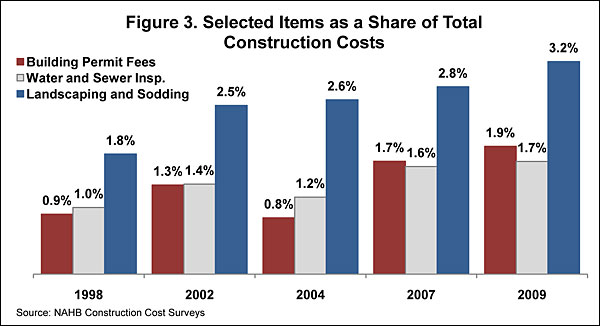 Figure 3. Selected Items as a Share of Total
Construction Costs
Building Permit Fees
Water and Sewer Insp.
Landscaping and Sodding
0.9% 1.0% 1.8%
1.3% 1.4% 2.5%
0.8% 1.2% 2.6%
1.7% 1.6% 2.8%
1.9% 1.7% 3.2%
1998 2002 2004 2007 2009
Source: NAHB Construction Cost Surveys